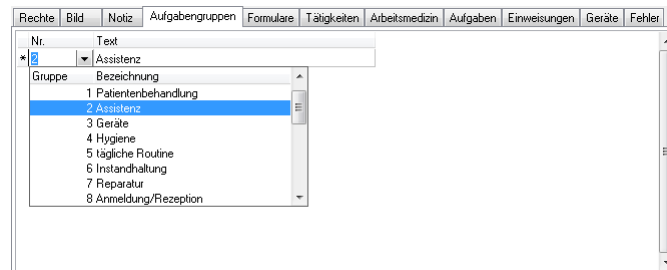 Rechte Bild Notiz Aufgabengruppen Formulare Tätigkeiten Arbeitsmedizin Aufgaben Einweisungen Geräte Fehler
Nr. Text
* 2 Assistenz
Gruppe Bezeichnung
1 Patientenbehandlung
2 Assistenz
3 Geräte
4 Hygiene
5 tägliche Routine
6 Instandhaltung
7 Reparatur
8 Anmeldung/Rezeption